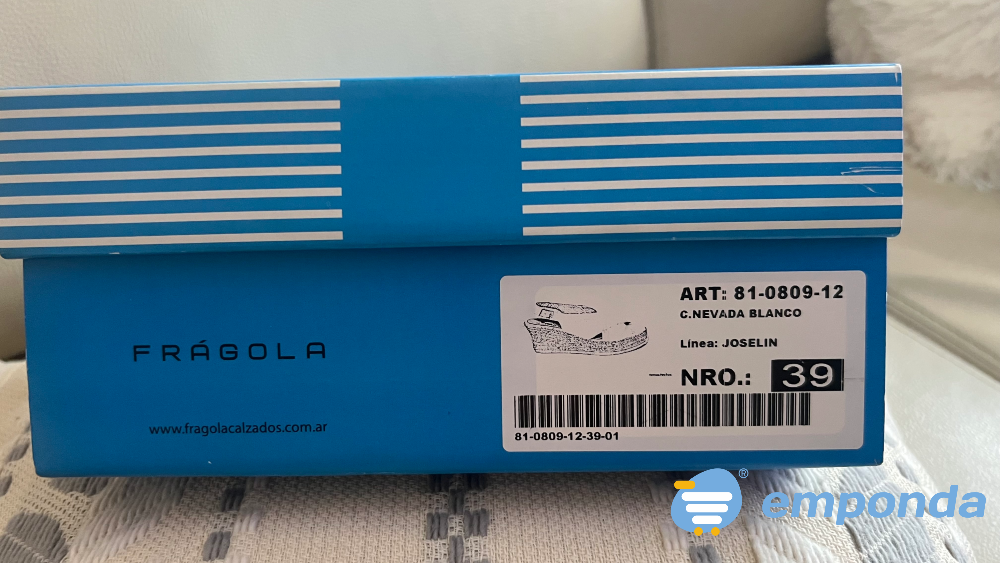 FRÁGOLA
www.fragolacalzados.com.ar
ART: 81-0809-12
C.NEVADA BLANCO
Línea: JOSELIN
NRO.: 39
81-0809-12-39-01
emponda®